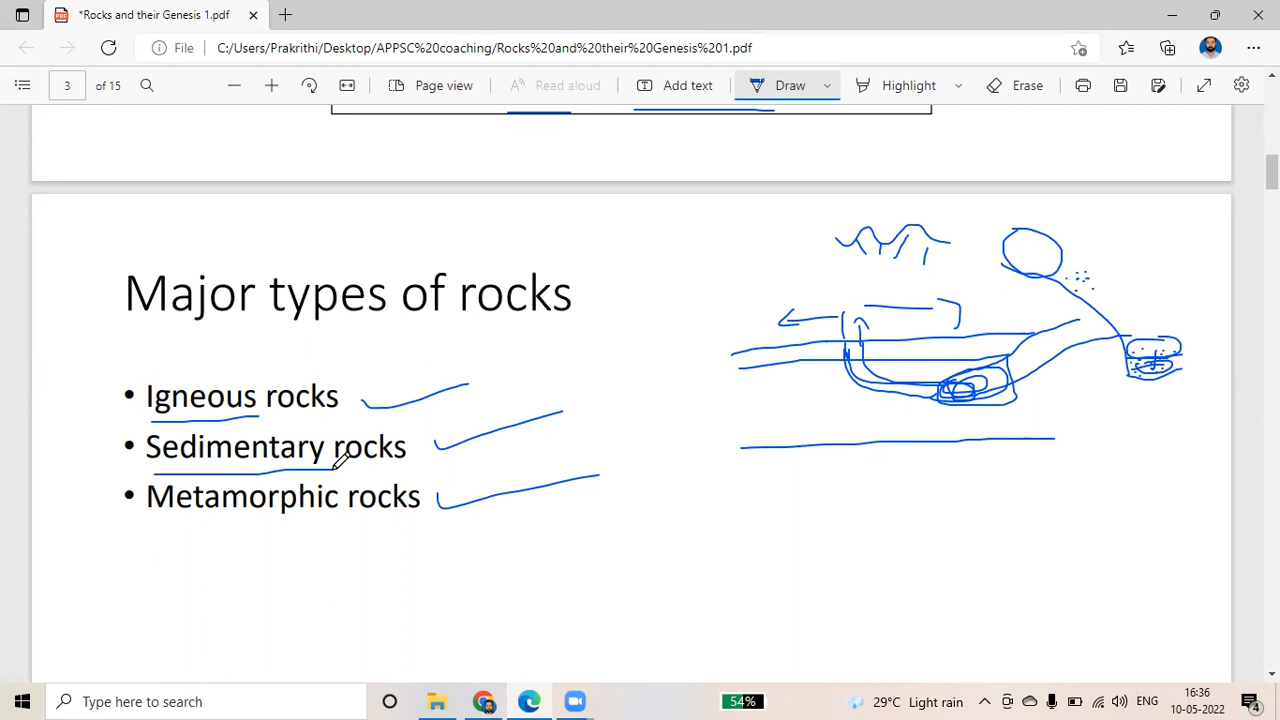 *Rocks and their Genesis 1.pdf
File
C:/Users/Prakrithi/Desktop/APPSC%20coaching/Rocks%20and%20their%20Genesis%201.pdf
3 of 15
Page view
Read aloud
Add text
Draw
Highlight
Erase
Major types of rocks
• Igneous rocks
• Sedimentary rocks
• Metamorphic rocks
Type here to search
54%
29°C Light rain
ENG
16:36
10-05-2022
4